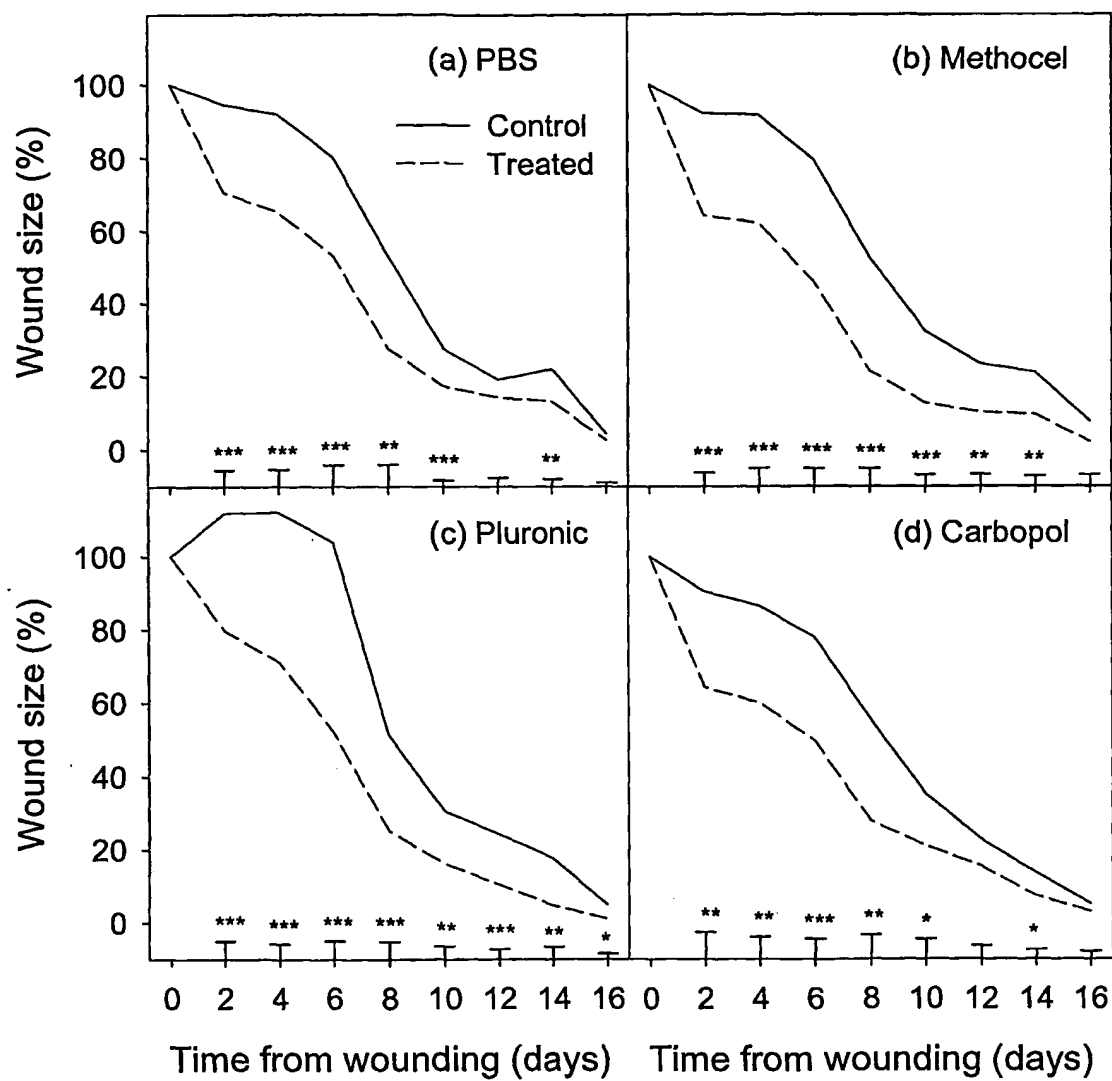 (a) PBS
(b) Methocel
Control
Treated
Wound size (%)
100
80
60
40
20
0
*** *** *** ** *** **
*** *** *** *** *** ** **
(c) Pluronic
(d) Carbopol
Wound size (%)
100
80
60
40
20
0
*** *** *** *** ** *** ** *
** ** *** ** * *
0 2 4 6 8 10 12 14 16
0 2 4 6 8 10 12 14 16
Time from wounding (days)
Time from wounding (days)